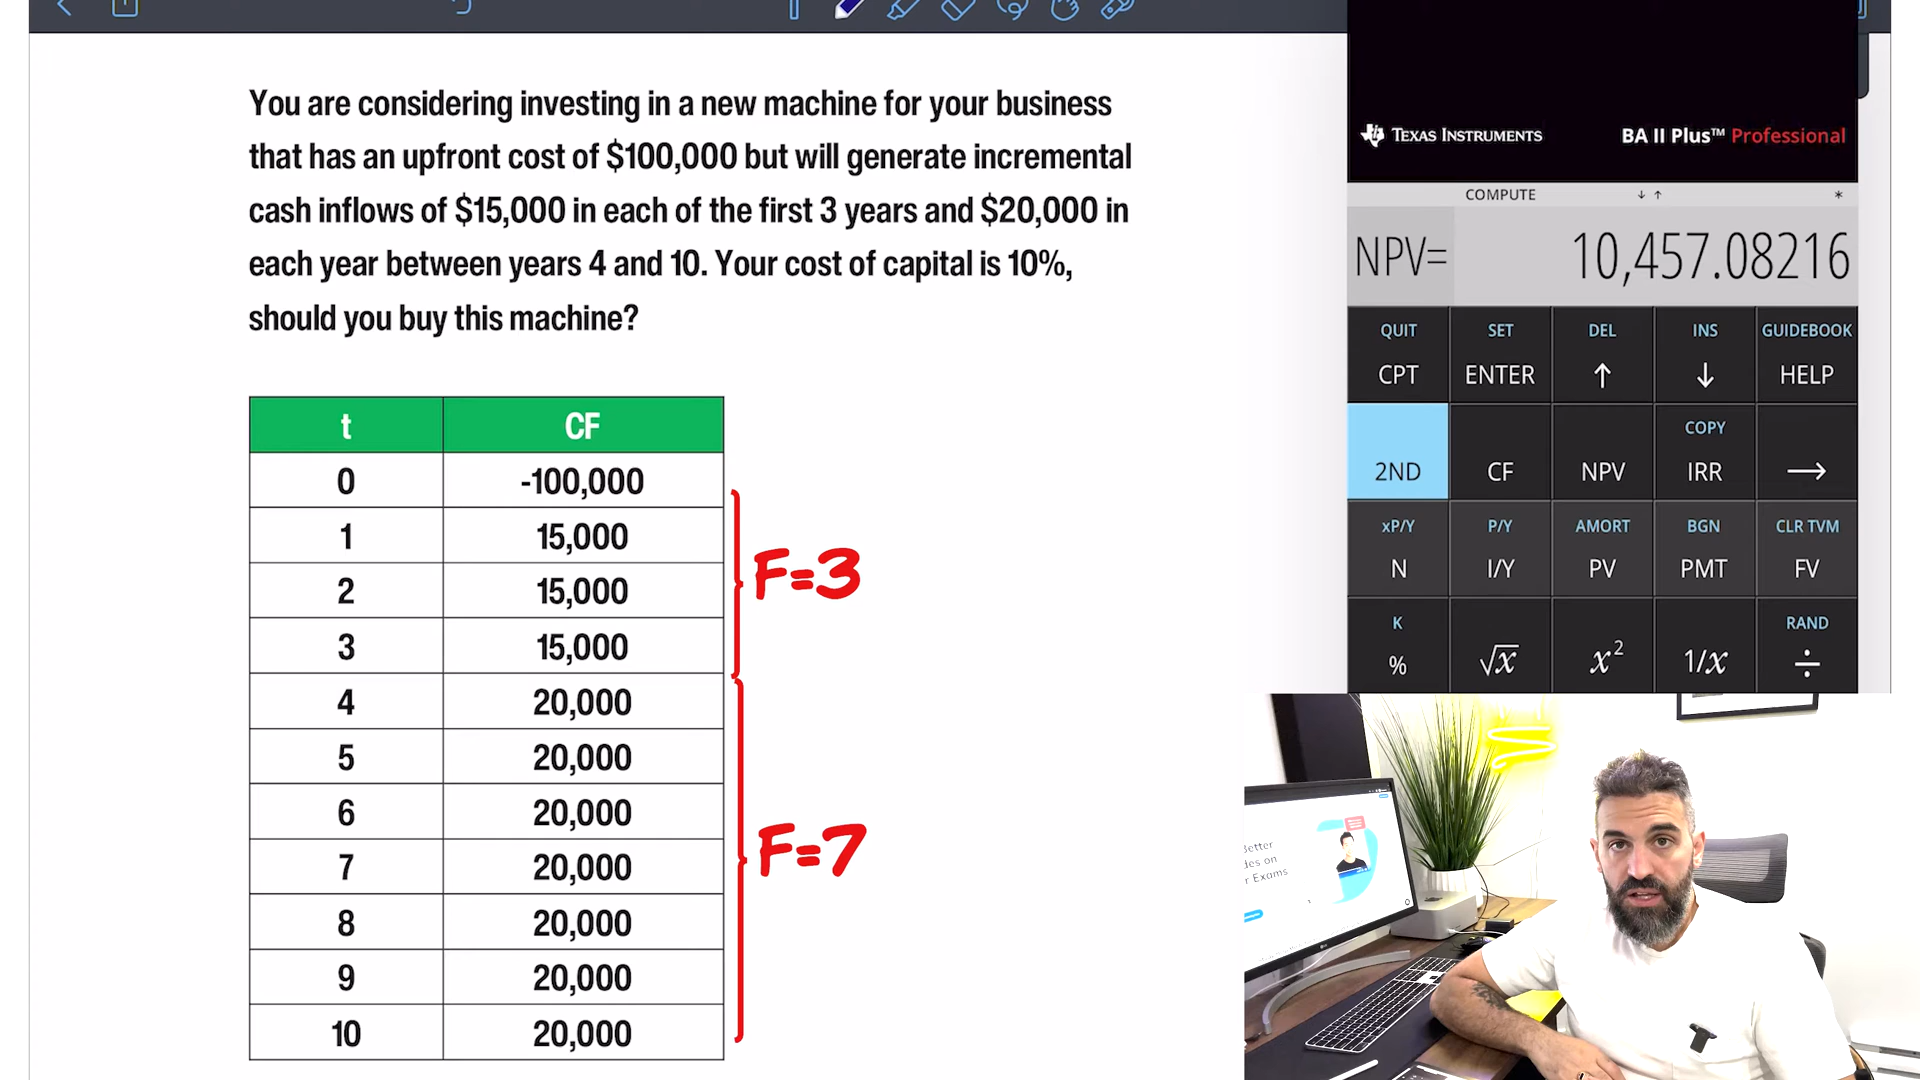 You are considering investing in a new machine for your business
that has an upfront cost of $100,000 but will generate incremental
cash inflows of $15,000 in each of the first 3 years and $20,000 in
each year between years 4 and 10. Your cost of capital is 10%,
should you buy this machine?
t CF
0 -100,000
1 15,000
2 15,000
3 15,000
4 20,000
5 20,000
6 20,000
7 20,000
8 20,000
9 20,000
10 20,000
F=3
F=7
TEXAS INSTRUMENTS BA II Plus™ Professional
COMPUTE ↓ ↑ *
NPV= 10,457.08216
QUIT SET DEL INS GUIDEBOOK
CPT ENTER ↑ ↓ HELP
COPY
2ND CF NPV IRR →
xP/Y P/Y AMORT BGN CLR TVM
N I/Y PV PMT FV
K RAND
% √x x² 1/x ÷
Better
des on
r Exams